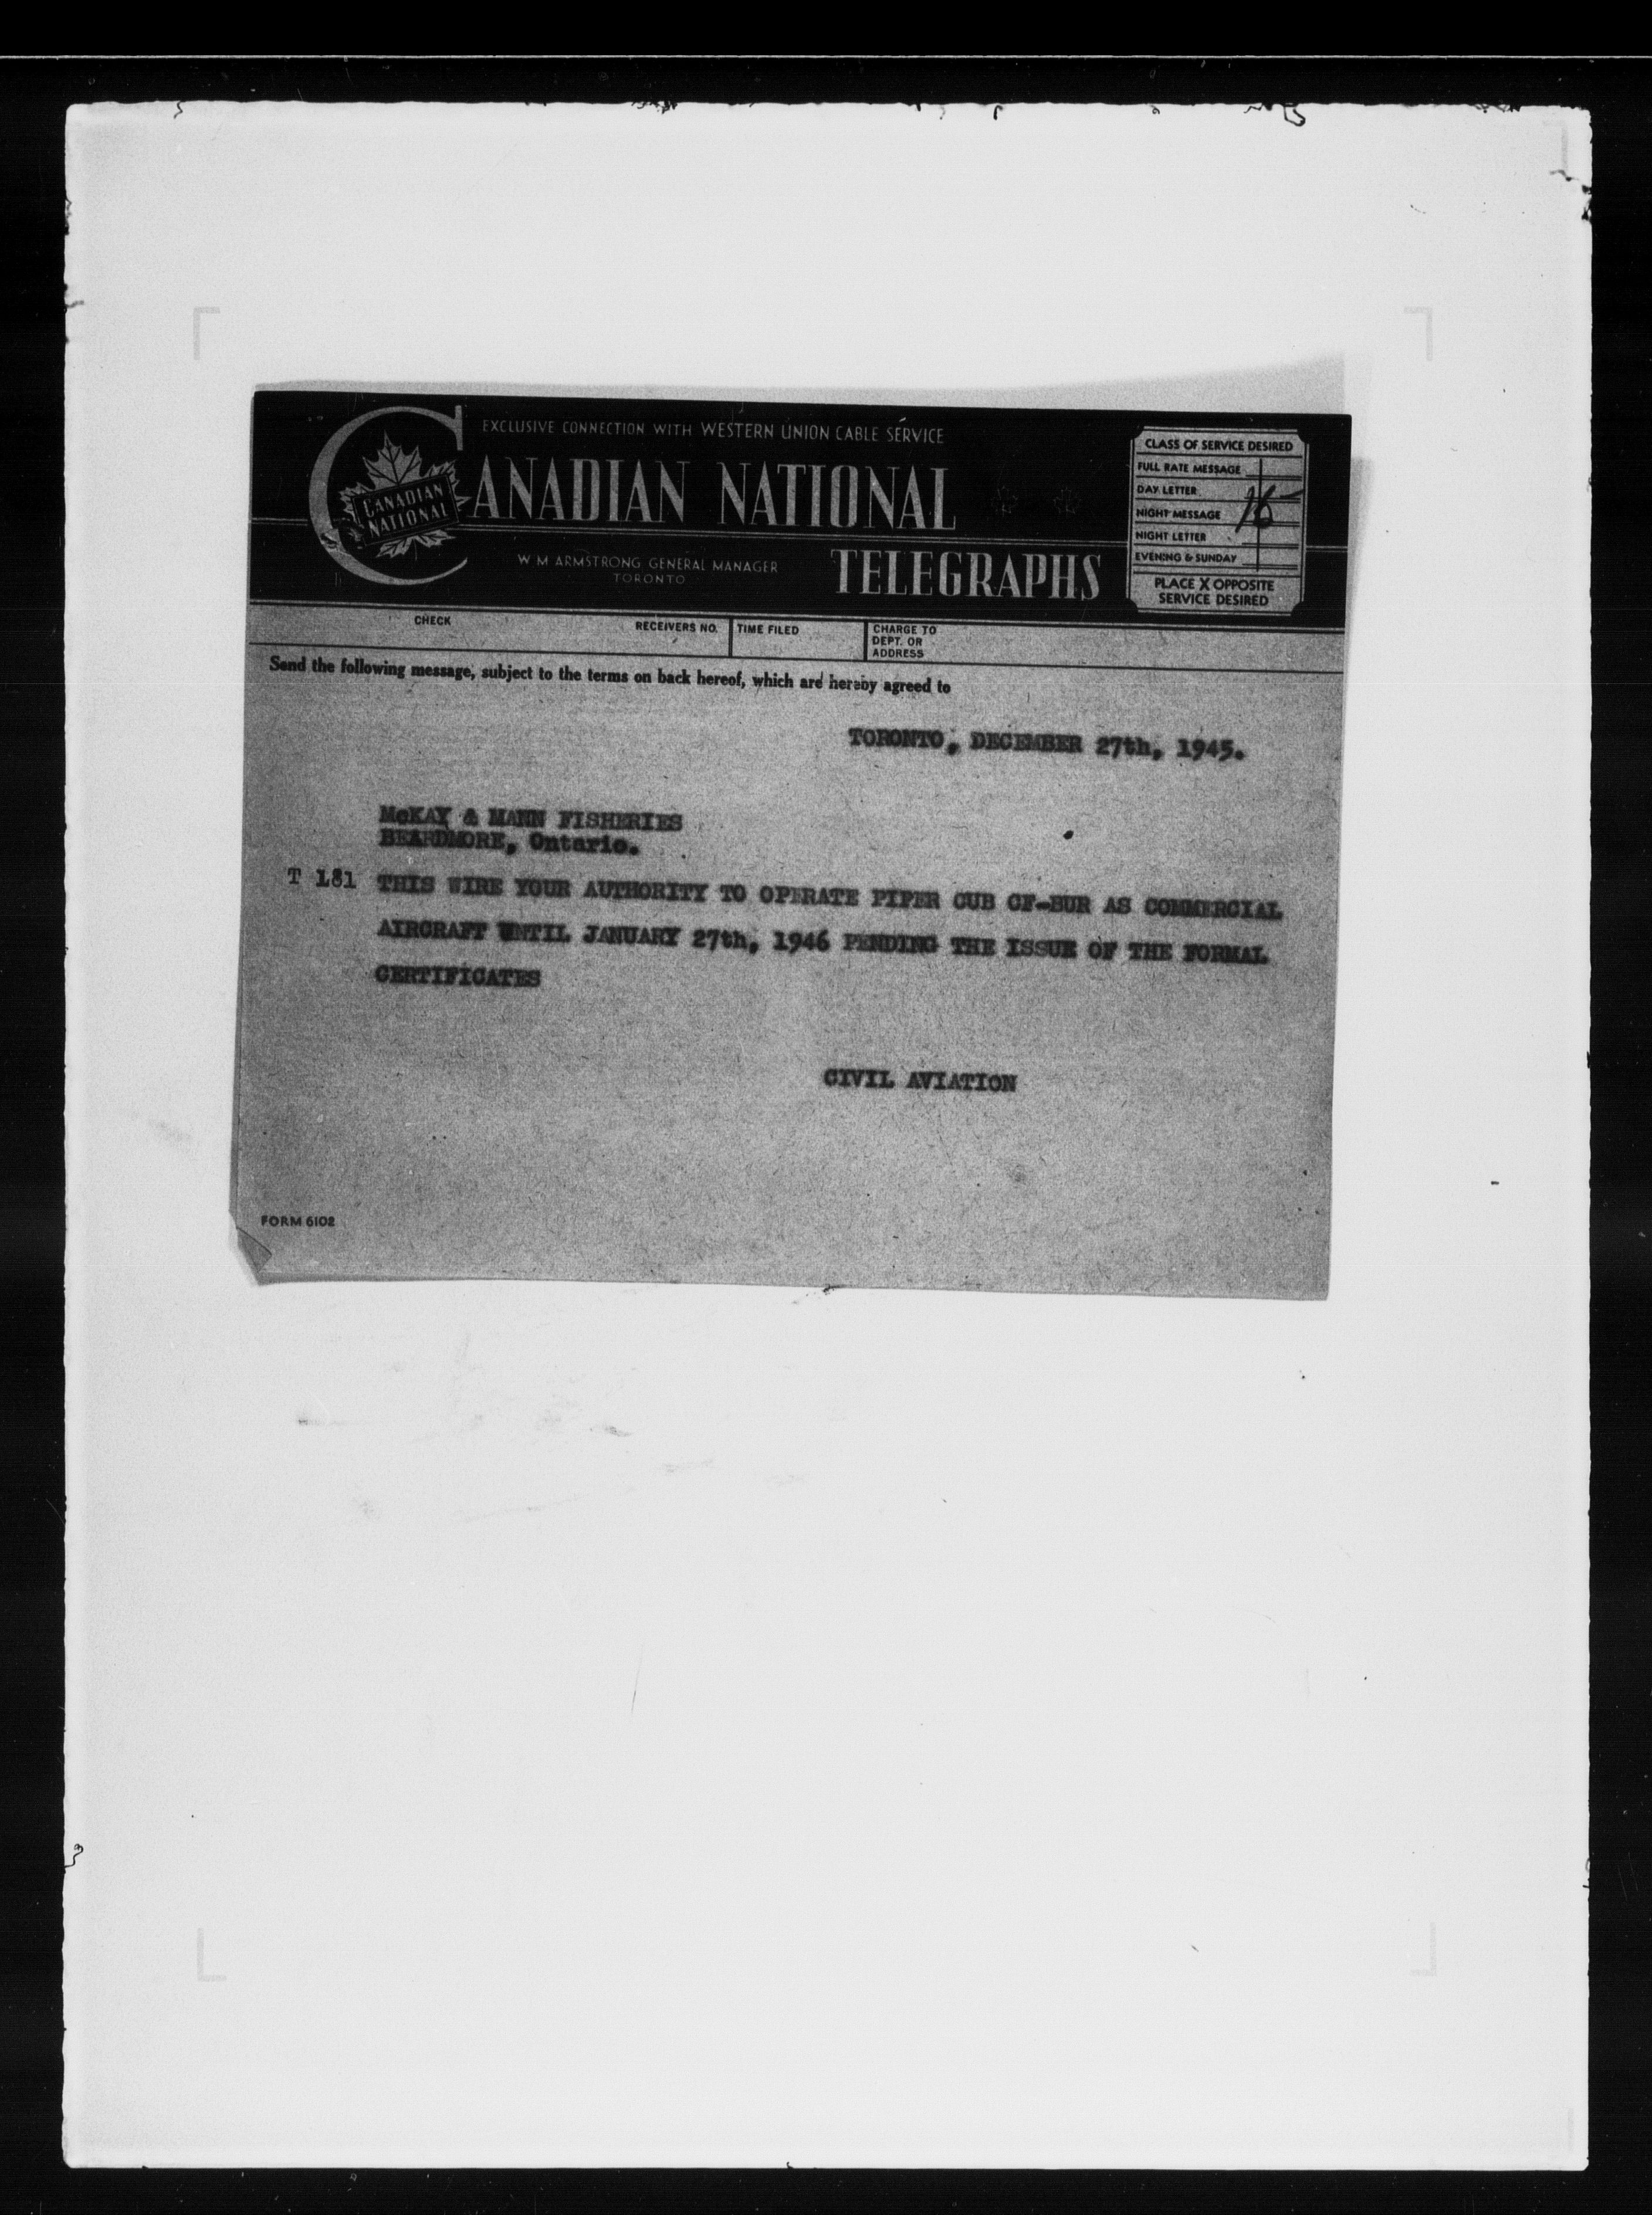 EXCLUSIVE CONNECTION WITH WESTERN UNION CABLE SERVICE
CANADIAN NATIONAL
CANADIAN
NATIONAL
TELEGRAPHS
W M ARMSTRONG GENERAL MANAGER
TORONTO
CLASS OF SERVICE DESIRED
FULL RATE MESSAGE
DAY LETTER
NIGHT MESSAGE
NIGHT LETTER
EVENING & SUNDAY
PLACE X OPPOSITE
SERVICE DESIRED
CHECK
RECEIVERS NO.
TIME FILED
CHARGE TO
DEPT. OR
ADDRESS
Send the following message, subject to the terms on back hereof, which are hereby agreed to
TORONTO, DECEMBER 27th, 1945.
McKAY & MANN FISHERIES
BEARDMORE, Ontario.
T 181 THIS WIRE YOUR AUTHORITY TO OPERATE PIPER CUB CF-BUR AS COMMERCIAL
AIRCRAFT UNTIL JANUARY 27th, 1946 PENDING THE ISSUE OF THE FORMAL
CERTIFICATES
CIVIL AVIATION
FORM 6102